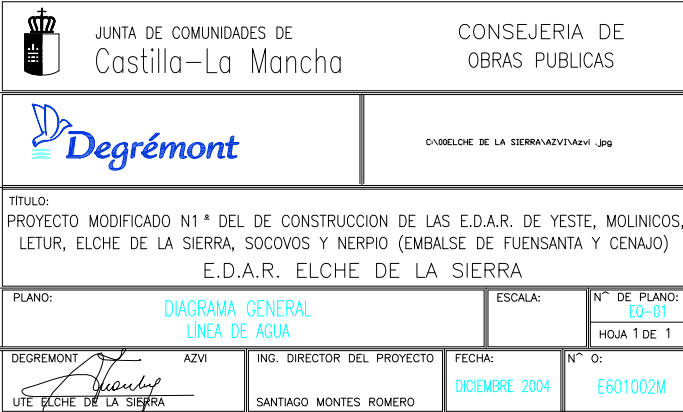 JUNTA DE COMUNIDADES DE
Castilla-La Mancha
CONSEJERIA DE
OBRAS PUBLICAS
Degrémont
C:\00ELCHE DE LA SIERRA\AZVI\Azvi .jpg
TÍTULO:
PROYECTO MODIFICADO N1ª DEL DE CONSTRUCCION DE LAS E.D.A.R. DE YESTE, MOLINICOS,
LETUR, ELCHE DE LA SIERRA, SOCOVOS Y NERPIO (EMBALSE DE FUENSANTA Y CENAJO)
E.D.A.R. ELCHE DE LA SIERRA
PLANO:
DIAGRAMA GENERAL
LÍNEA DE AGUA
ESCALA:
N^ DE PLANO:
EQ-01
HOJA 1 DE 1
DEGREMONT AZVI
UTE ELCHE DE LA SIERRA
ING. DIRECTOR DEL PROYECTO
SANTIAGO MONTES ROMERO
FECHA:
DICIEMBRE 2004
N^ O:
E601002M